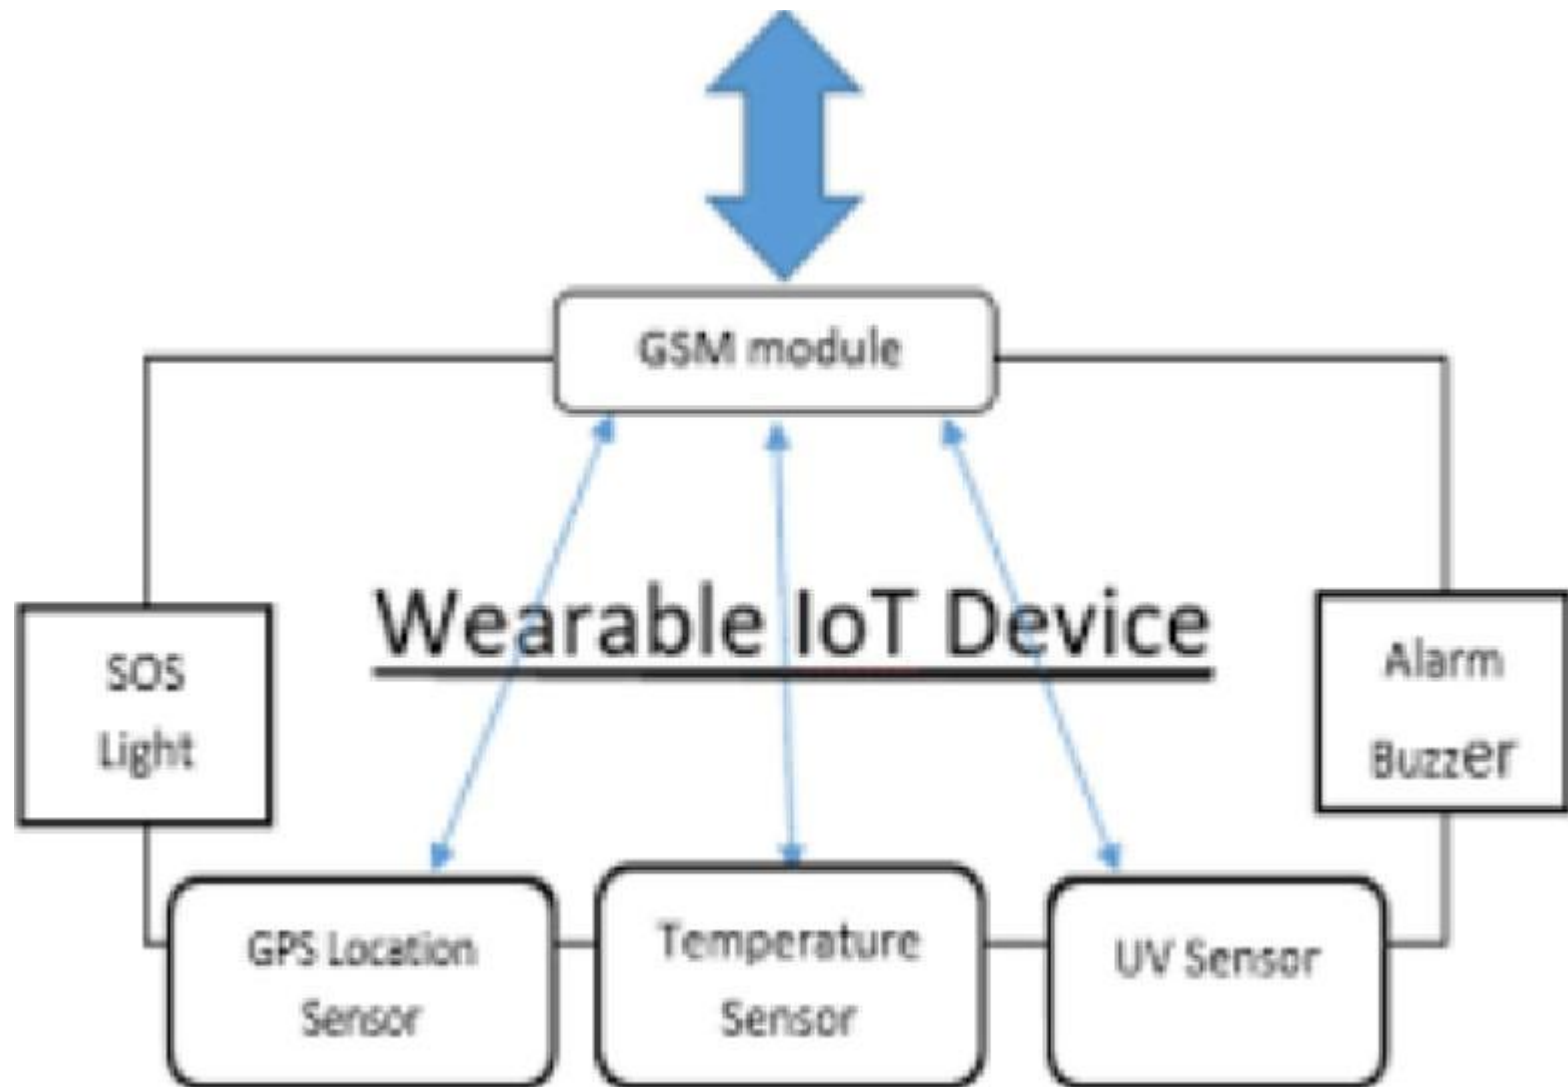 GSM module
Wearable IoT Device
SOS
Light
Alarm
Buzzer
GPS Location
Sensor
Temperature
Sensor
UV Sensor